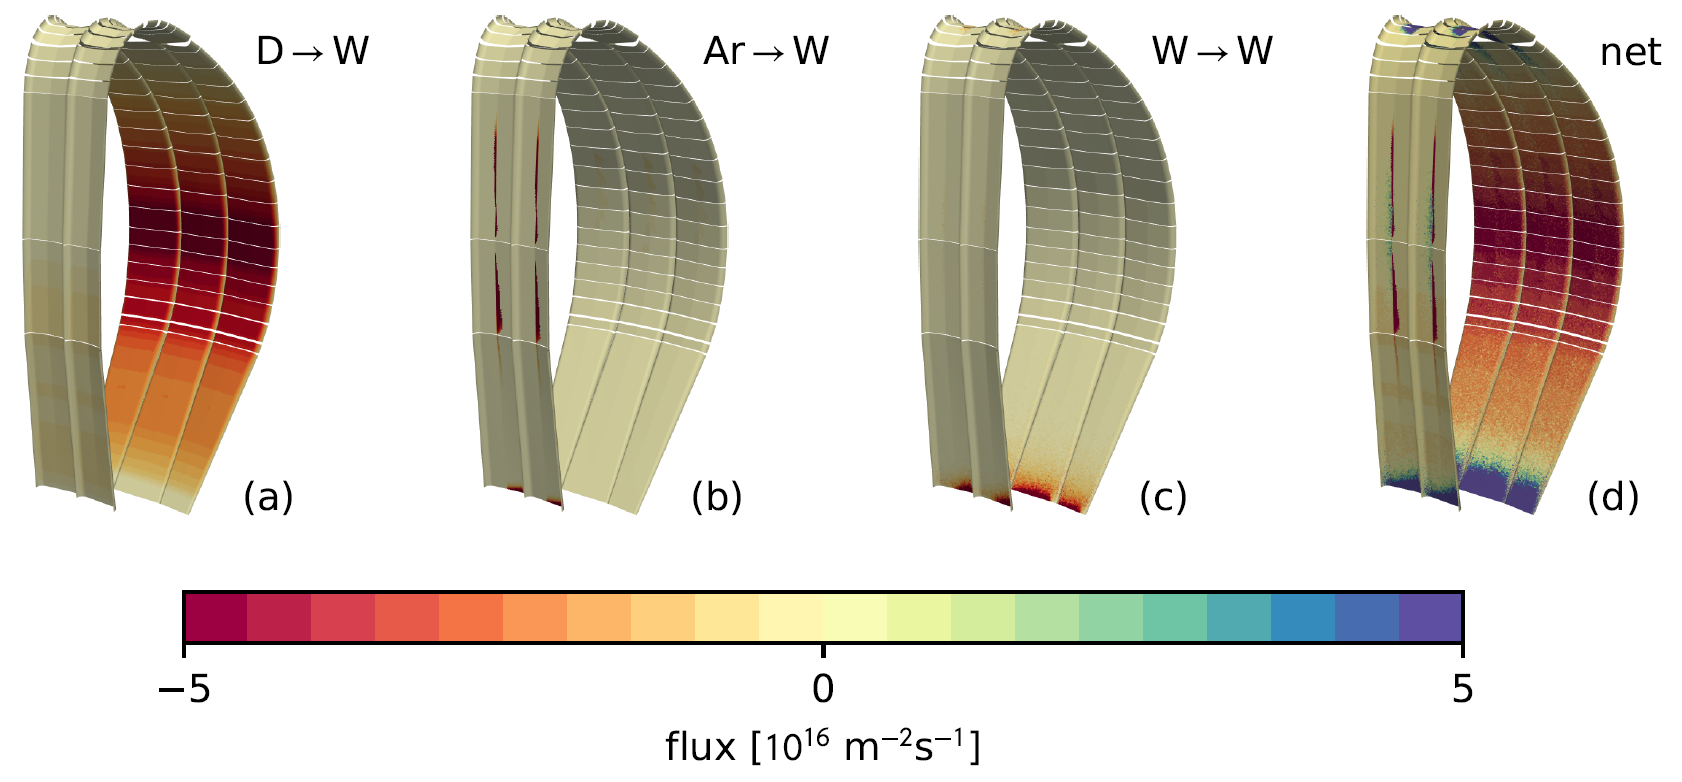 D → W
Ar → W
W → W
net
(a)
(b)
(c)
(d)
−5
0
5
flux [10¹⁶ m⁻²s⁻¹]